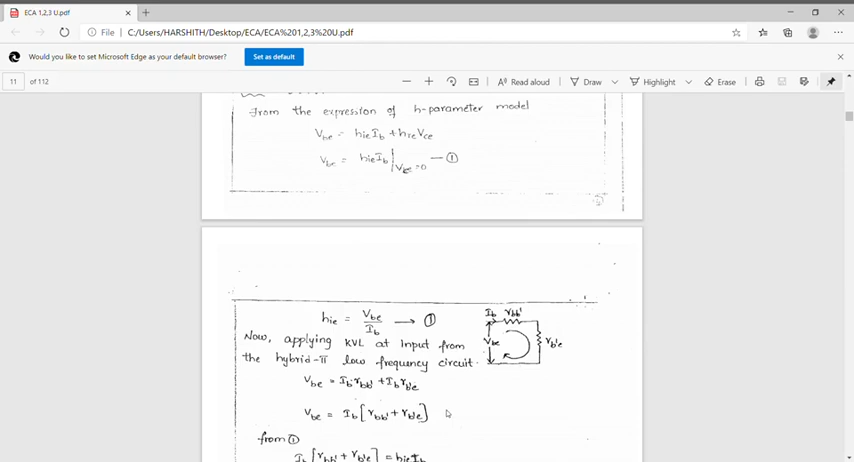 ECA 1,2,3 U.pdf
File C:/Users/HARSHITH/Desktop/ECA/ECA%201,2,3%20U.pdf
Would you like to set Microsoft Edge as your default browser? Set as default
11 of 112 Read aloud Draw Highlight Erase
From the expression of h-parameter model
Vbe = hieIb + hreVce
Vbe = hieIb|Vce=0 — ①
hie = Vbe/Ib → ①
Ib rbb'
Vbe rb'e
Now, applying KVL at Input from
the hybrid-π low frequency circuit.
Vbe = Ib rbb' + Ib rb'e
Vbe = Ib[rbb' + rb'e]
from ①
Ib[rbb' + rb'e] = hieIb